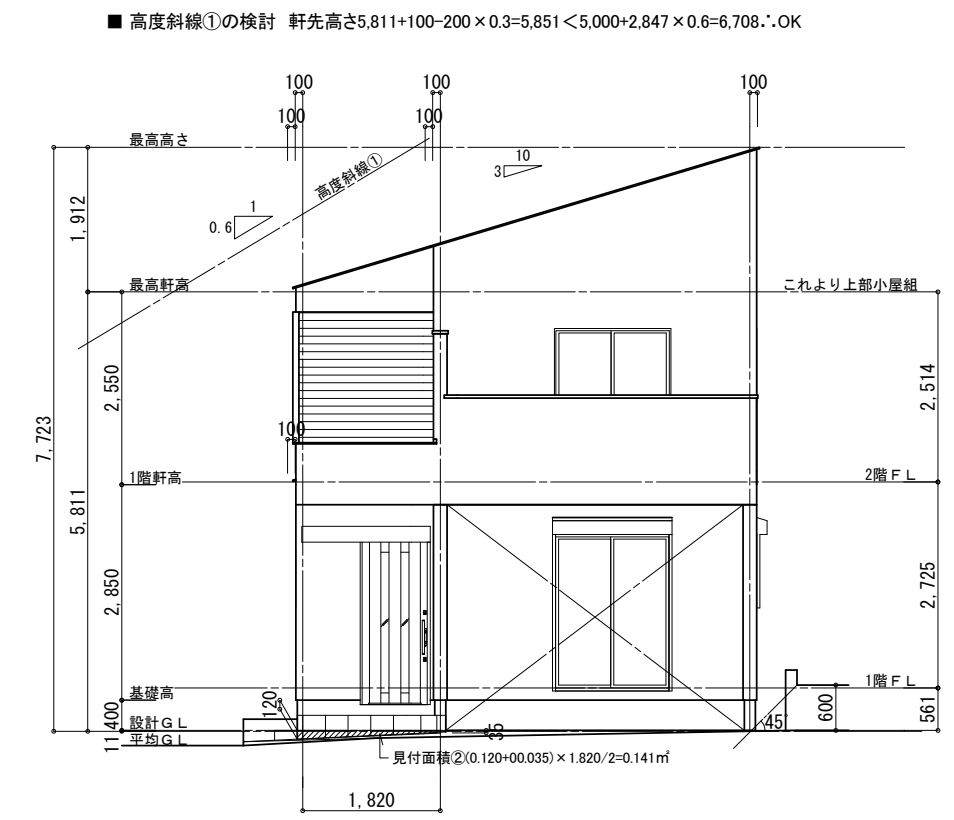 ■ 高度斜線①の検討 軒先高さ5,811+100-200×0.3=5,851＜5,000+2,847×0.6=6,708∴OK
100
100
100
100
100
最高高さ
高度斜線①
10
3
1
0.6
1,912
最高軒高
これより上部小屋組
2,550
2,514
7,723
100
1階軒高
2階ＦＬ
5,811
2,850
2,725
基礎高
1階ＦＬ
120
400
設計ＧＬ
600
561
45°
11
平均ＧＬ
35
見付面積②(0.120+00.035)×1.820/2=0.141㎡
1,820